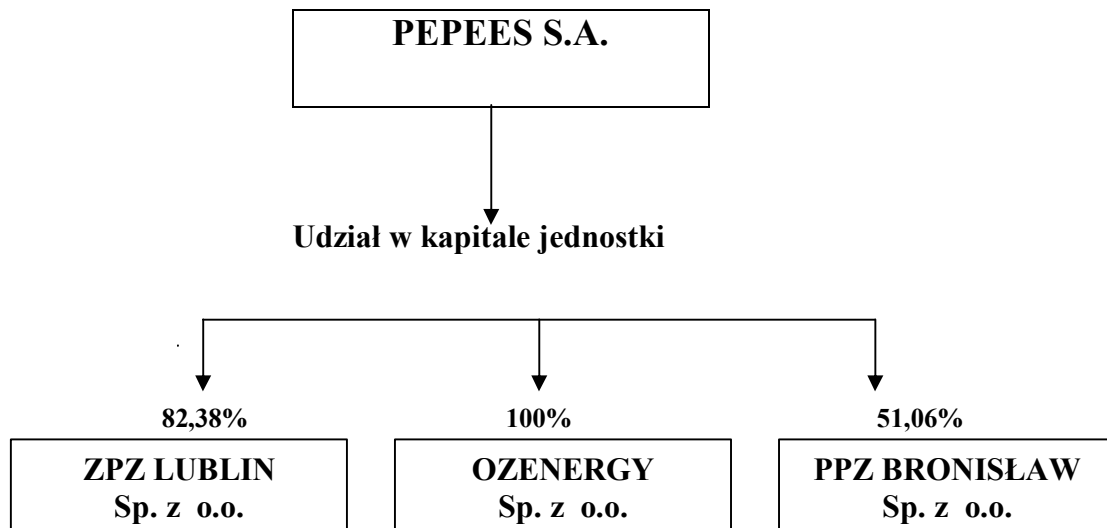 PEPEES S.A.
Udział w kapitale jednostki
82,38% 100% 51,06%
ZPZ LUBLIN
Sp. z o.o.
OZENERGY
Sp. z o.o.
PPZ BRONISŁAW
Sp. z o.o.